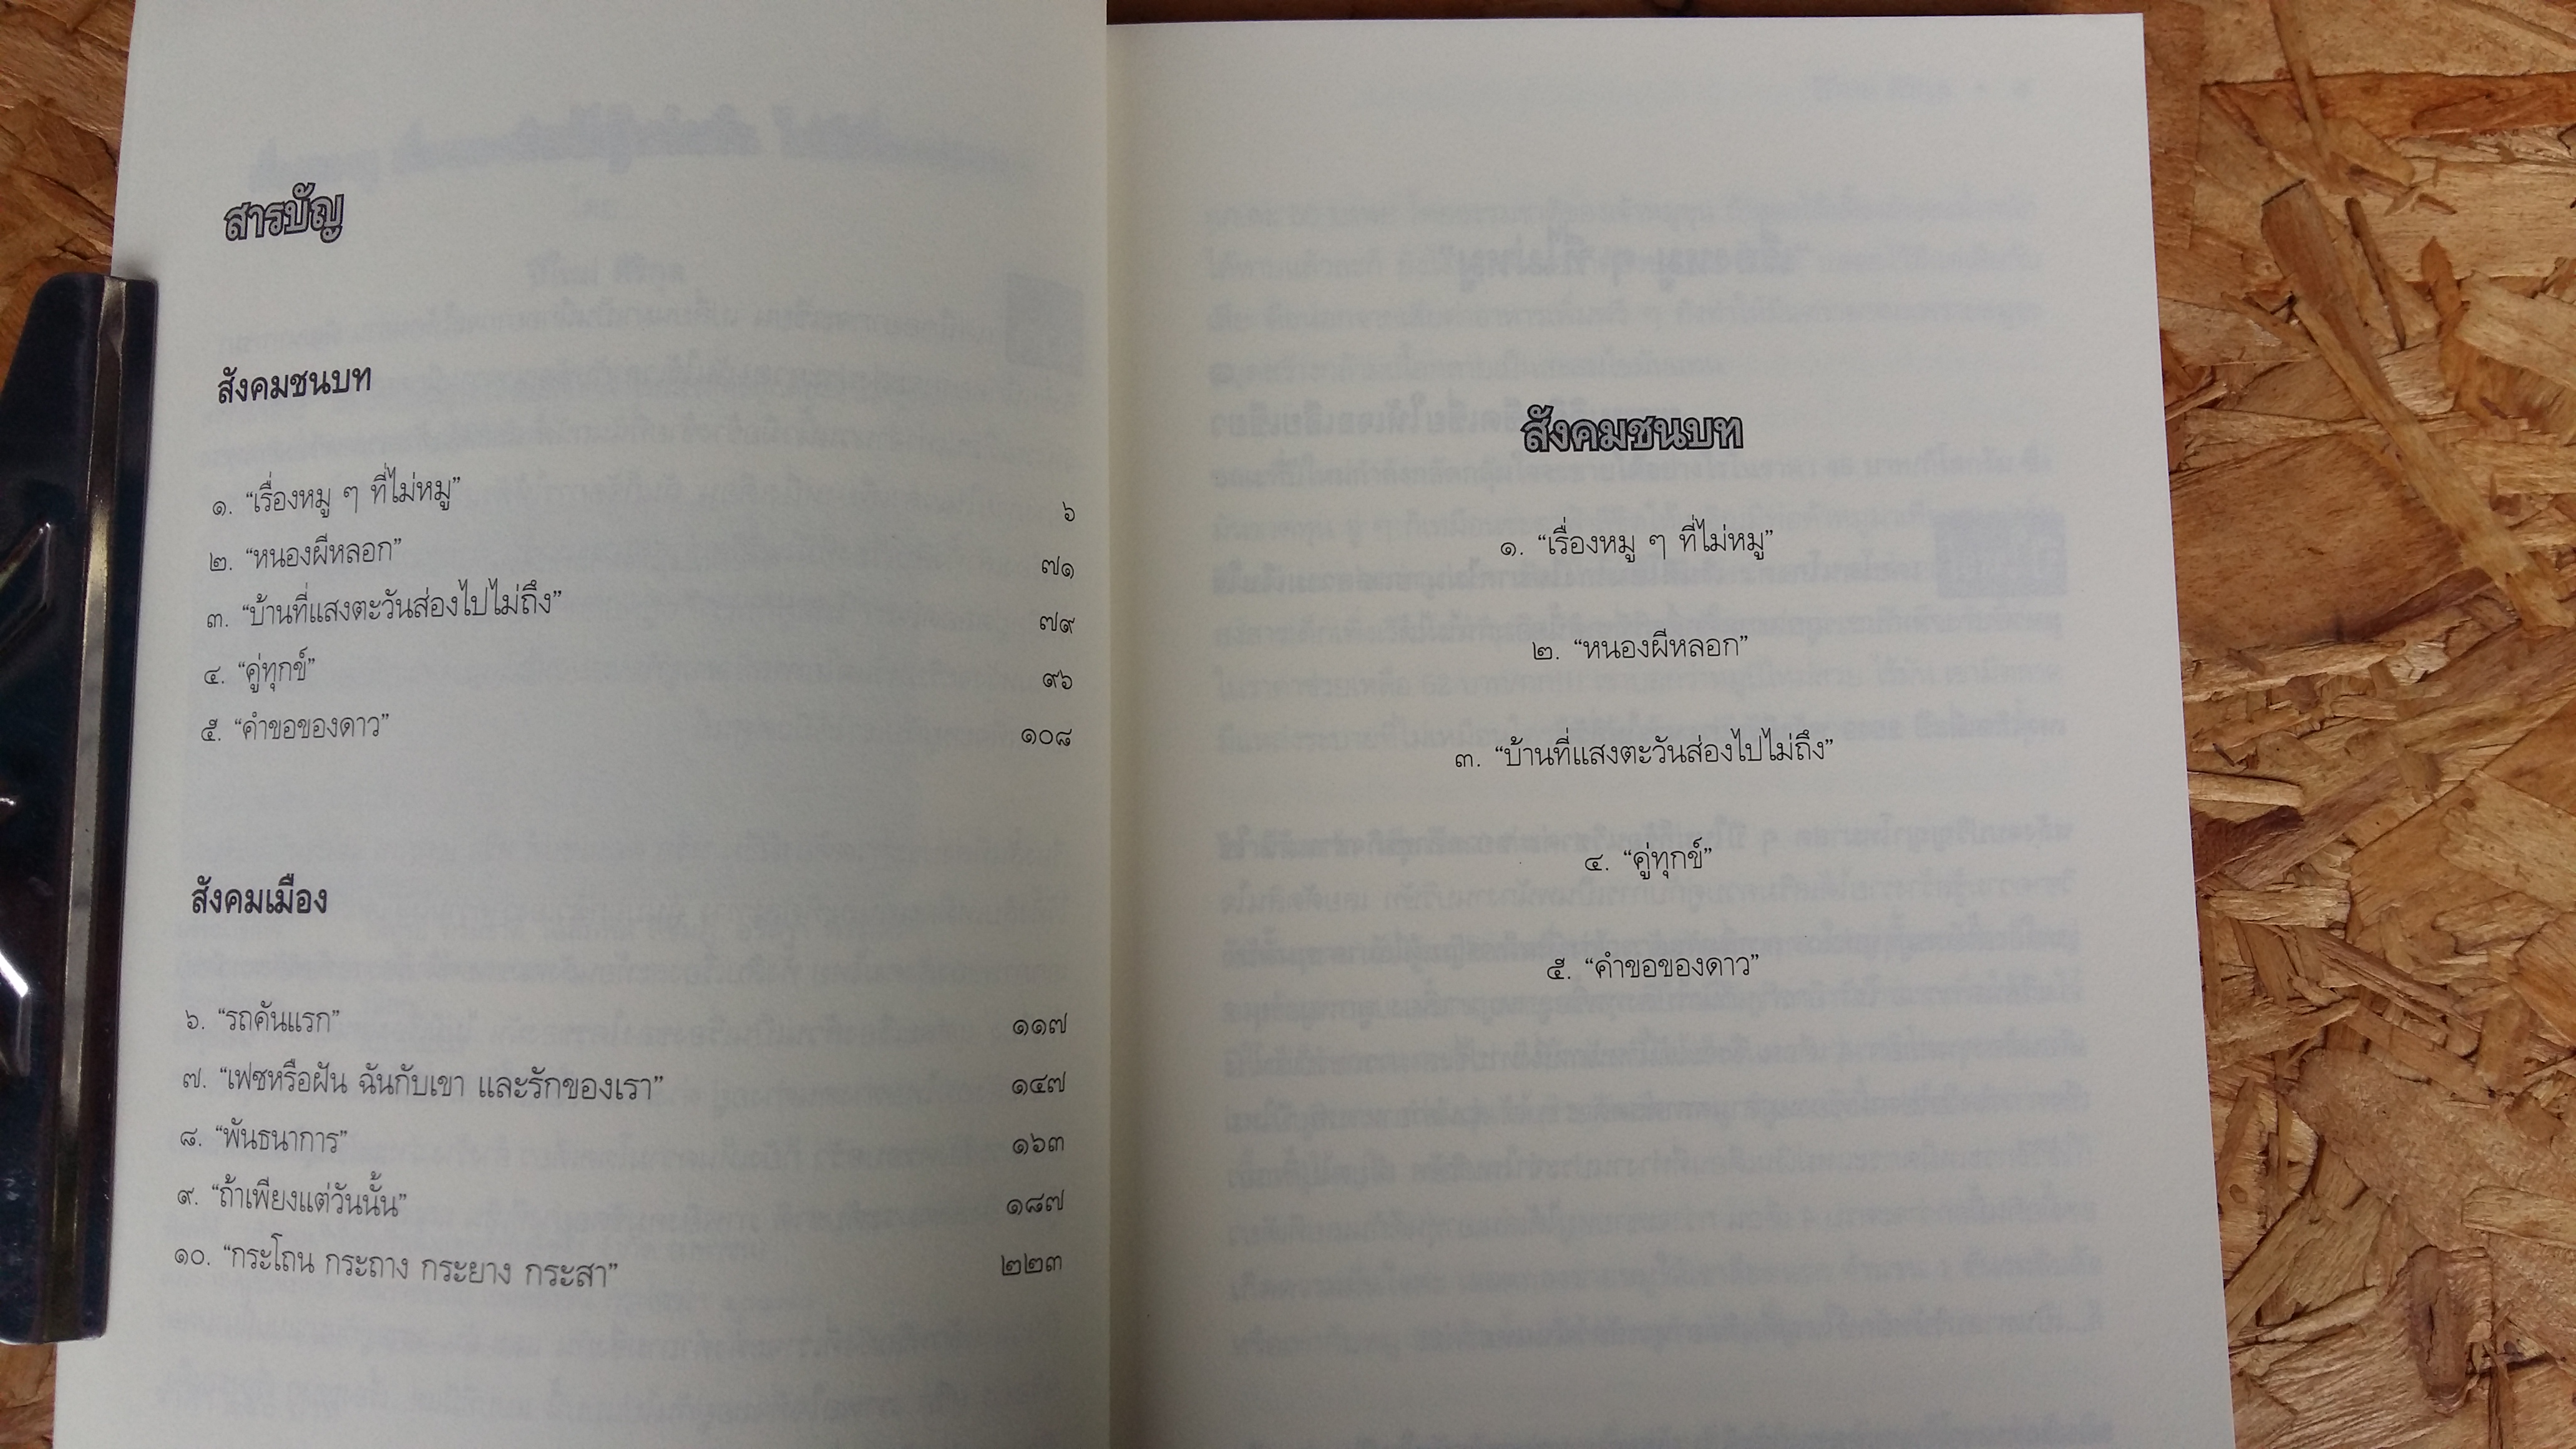 สารบัญ
สังคมชนบท
๑. “เรื่องหมู ๆ ที่ไม่หมู” ๖
๒. “หนองผีหลอก” ๗๑
๓. “บ้านที่แสงตะวันส่องไปไม่ถึง” ๗๙
๔. “คู่ทุกข์” ๙๖
๕. “คำขอของดาว” ๑๐๘
สังคมเมือง
๖. “รถคันแรก” ๑๑๗
๗. “เฟซหรือฝัน ฉันกับเขา และรักของเรา” ๑๔๗
๘. “พันธนาการ” ๑๖๓
๙. “ถ้าเพียงแต่วันนั้น” ๑๘๗
๑๐. “กระโถน กระถาง กระยาง กระสา” ๒๒๓
สังคมชนบท
๑. “เรื่องหมู ๆ ที่ไม่หมู”
๒. “หนองผีหลอก”
๓. “บ้านที่แสงตะวันส่องไปไม่ถึง”
๔. “คู่ทุกข์”
๕. “คำขอของดาว”